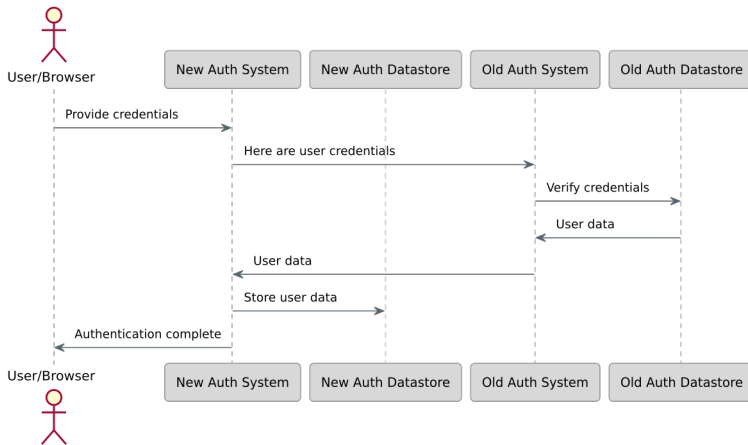 User/Browser
New Auth System
New Auth Datastore
Old Auth System
Old Auth Datastore
Provide credentials
Here are user credentials
Verify credentials
User data
User data
Store user data
Authentication complete
User/Browser
New Auth System
New Auth Datastore
Old Auth System
Old Auth Datastore